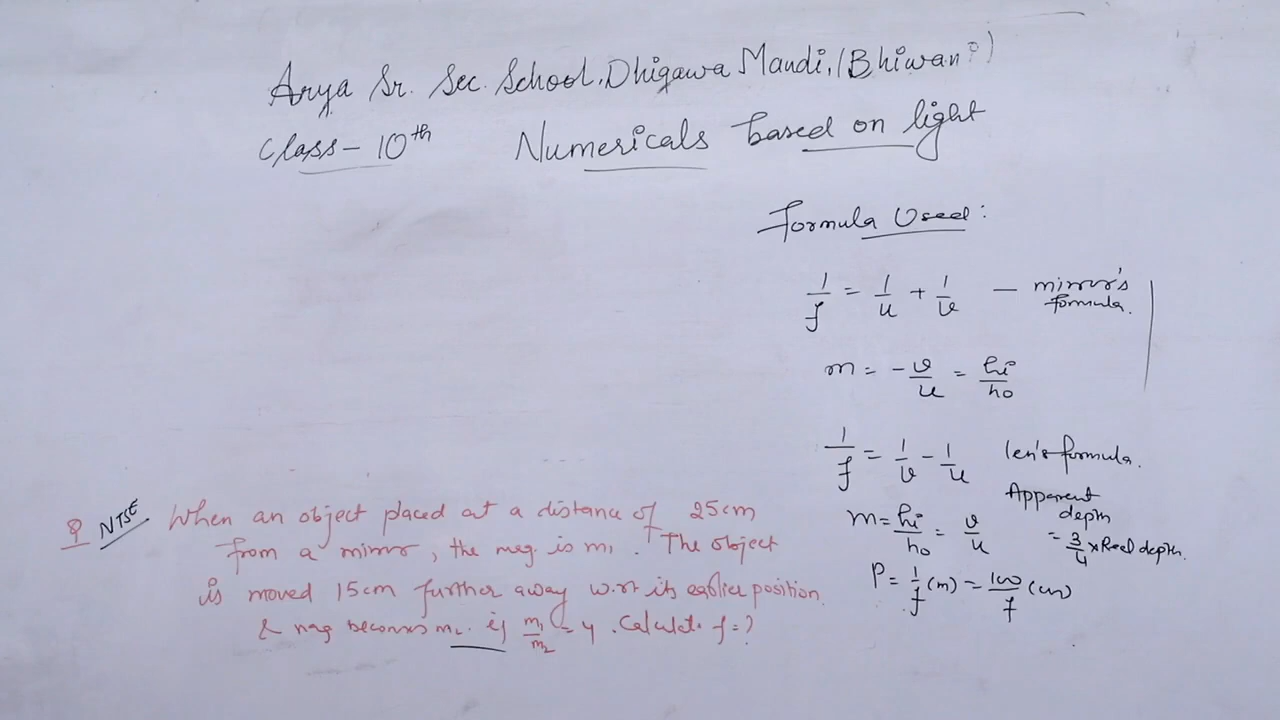 Arya Sr. Sec. School, Dhigawa Mandi, (Bhiwani)
Class - 10th Numericals based on light
Formula Used:
1/f = 1/u + 1/v — mirror's formula.
m = -v/u = hi/ho
1/f = 1/v - 1/u len's formula.
m = hi/ho = v/u
Apparent depth = 3/4 x Real depth.
P = 1/f (m) = 100/f (cm)
Q NTSE When an object placed at a distance of 25cm
from a mirror, the mag. is m1. The object
is moved 15cm further away w.r.t its earlier position
& mag becomes m2. if m1/m2 = 4. Calculate f=?